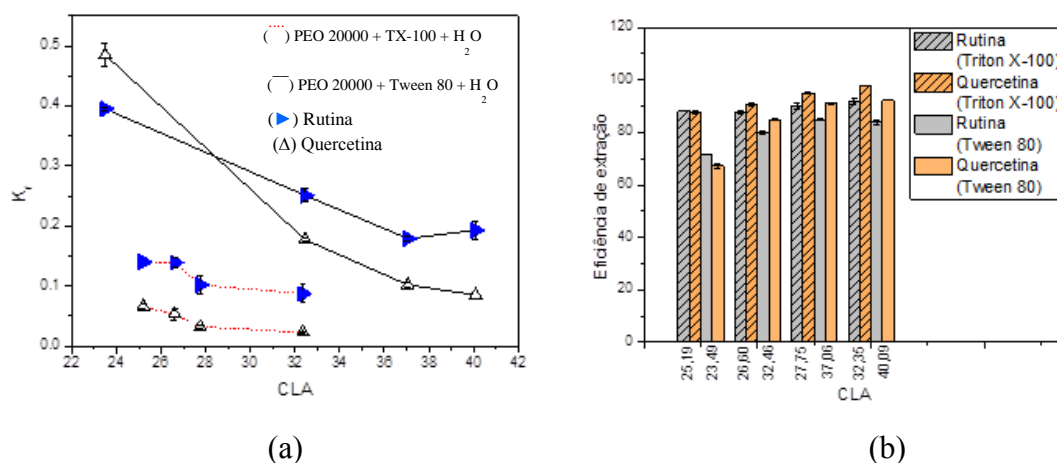 ( ) PEO 20000 + TX-100 + H O
2
( ) PEO 20000 + Tween 80 + H O
2
( ) Rutina
(Δ) Quercetina
0.5
0.4
0.3
0.2
0.1
0.0
Kr
22 24 26 28 30 32 34 36 38 40 42
CLA
(a)
Rutina
(Triton X-100)
Quercetina
(Triton X-100)
Rutina
(Tween 80)
Quercetina
(Tween 80)
120
100
80
60
40
20
0
Eficiência de extração
25,19 23,49 26,60 32,46 27,75 37,06 32,35 40,09
CLA
(b)